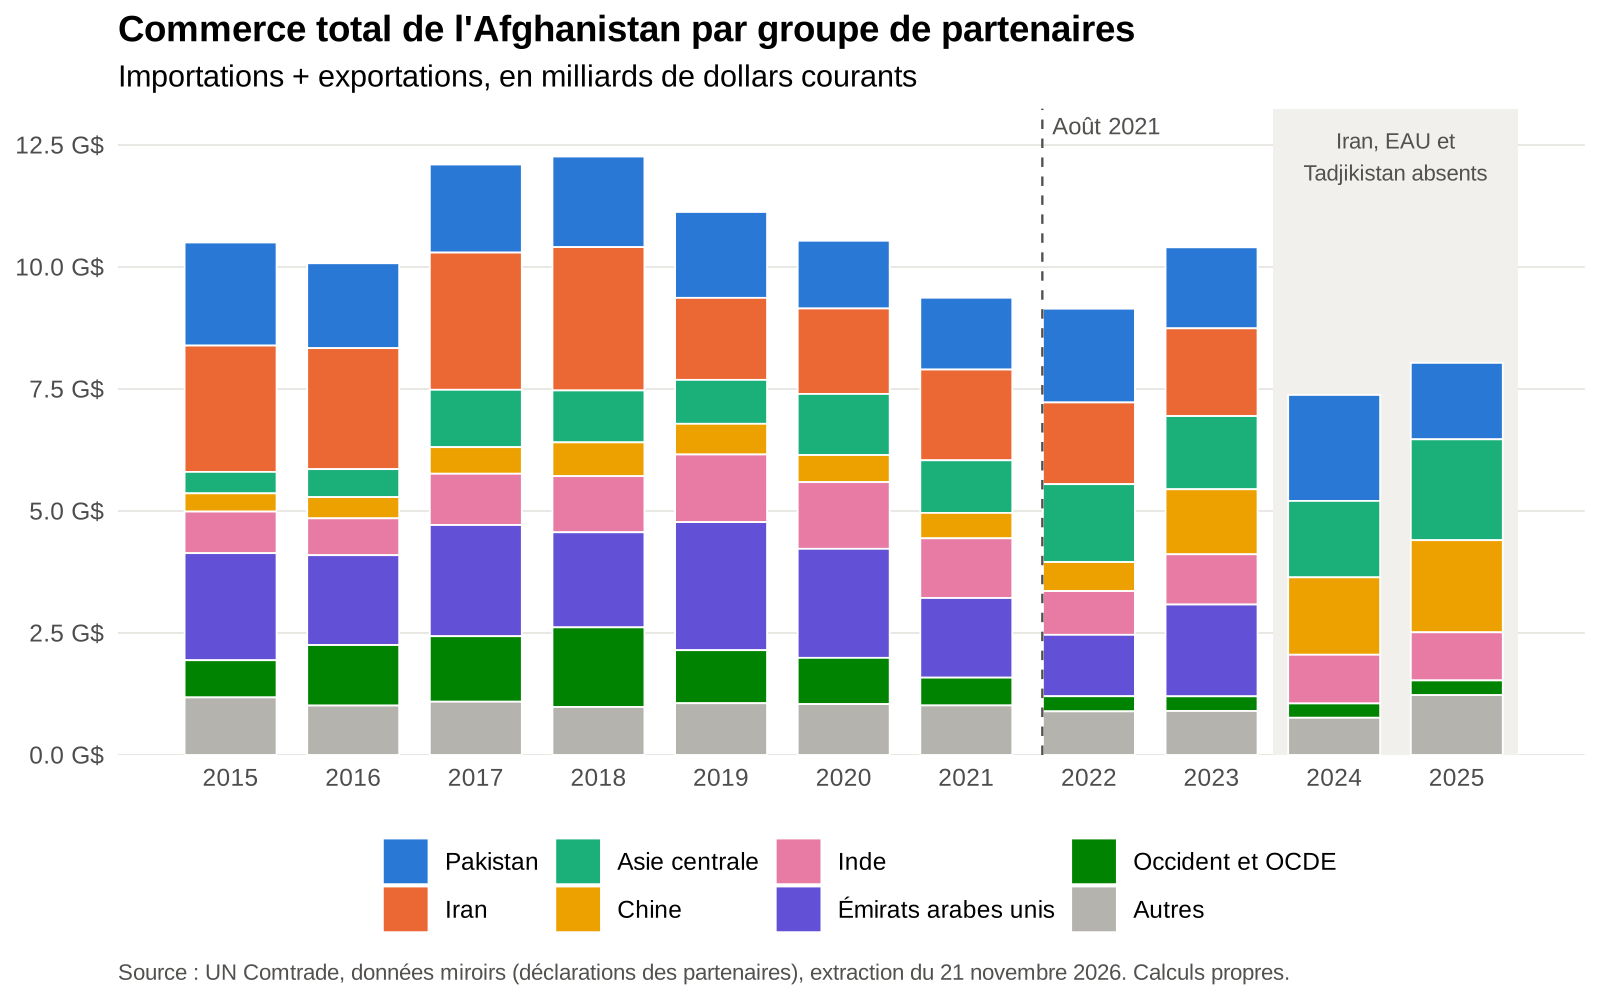 Commerce total de l'Afghanistan par groupe de partenaires
Importations + exportations, en milliards de dollars courants
Août 2021
Iran, EAU et
Tadjikistan absents
12.5 G$
10.0 G$
7.5 G$
5.0 G$
2.5 G$
0.0 G$
2015 2016 2017 2018 2019 2020 2021 2022 2023 2024 2025
Pakistan Asie centrale Inde Occident et OCDE
Iran Chine Émirats arabes unis Autres
Source : UN Comtrade, données miroirs (déclarations des partenaires), extraction du 21 novembre 2026. Calculs propres.